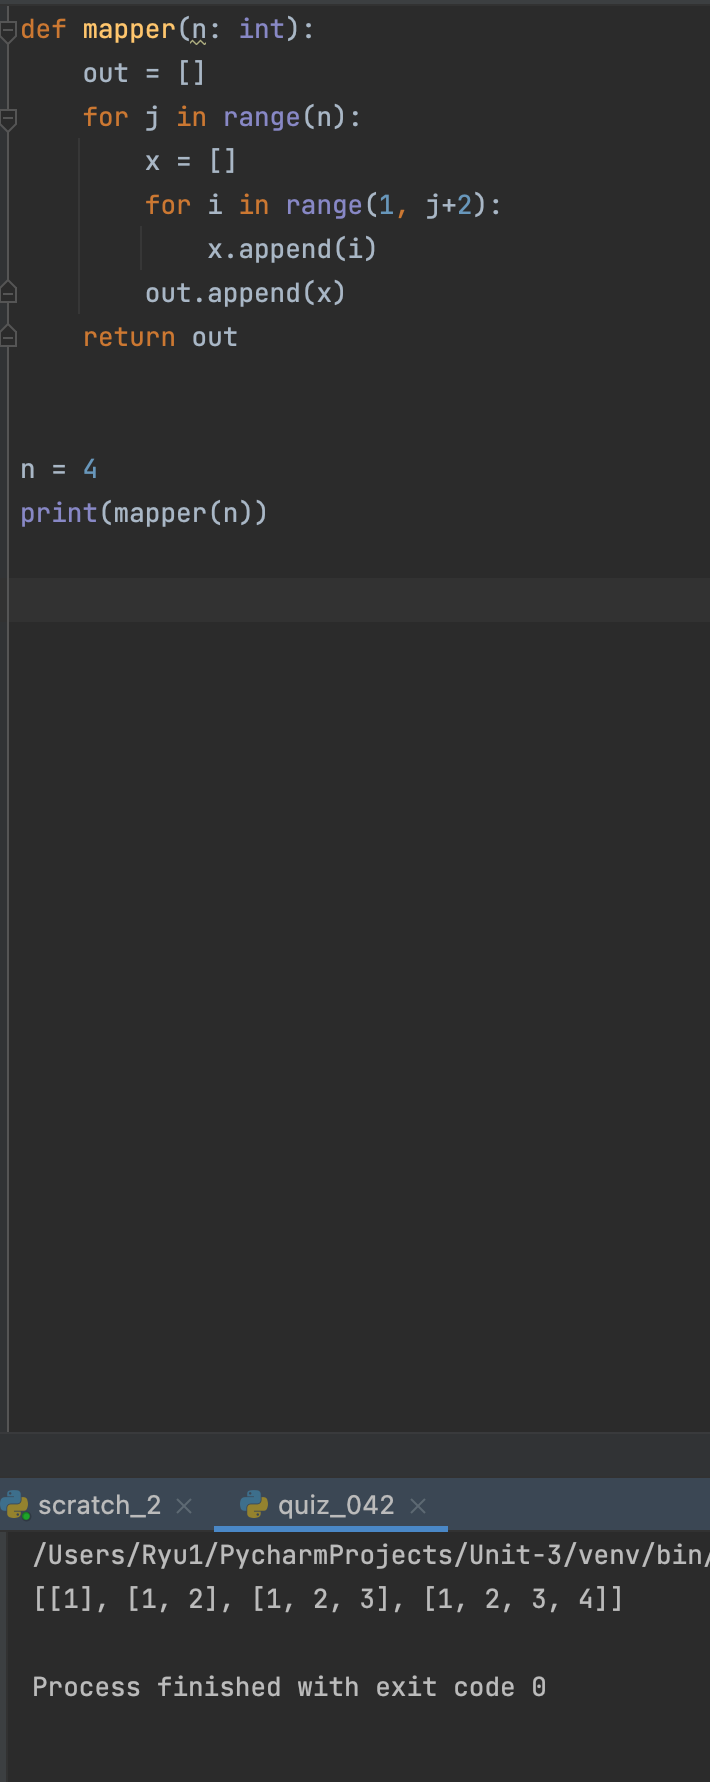 def mapper(n: int):
    out = []
    for j in range(n):
        x = []
        for i in range(1, j+2):
            x.append(i)
        out.append(x)
    return out
n = 4
print(mapper(n))
scratch_2 quiz_042
/Users/Ryu1/PycharmProjects/Unit-3/venv/bin/
[[1], [1, 2], [1, 2, 3], [1, 2, 3, 4]]
Process finished with exit code 0